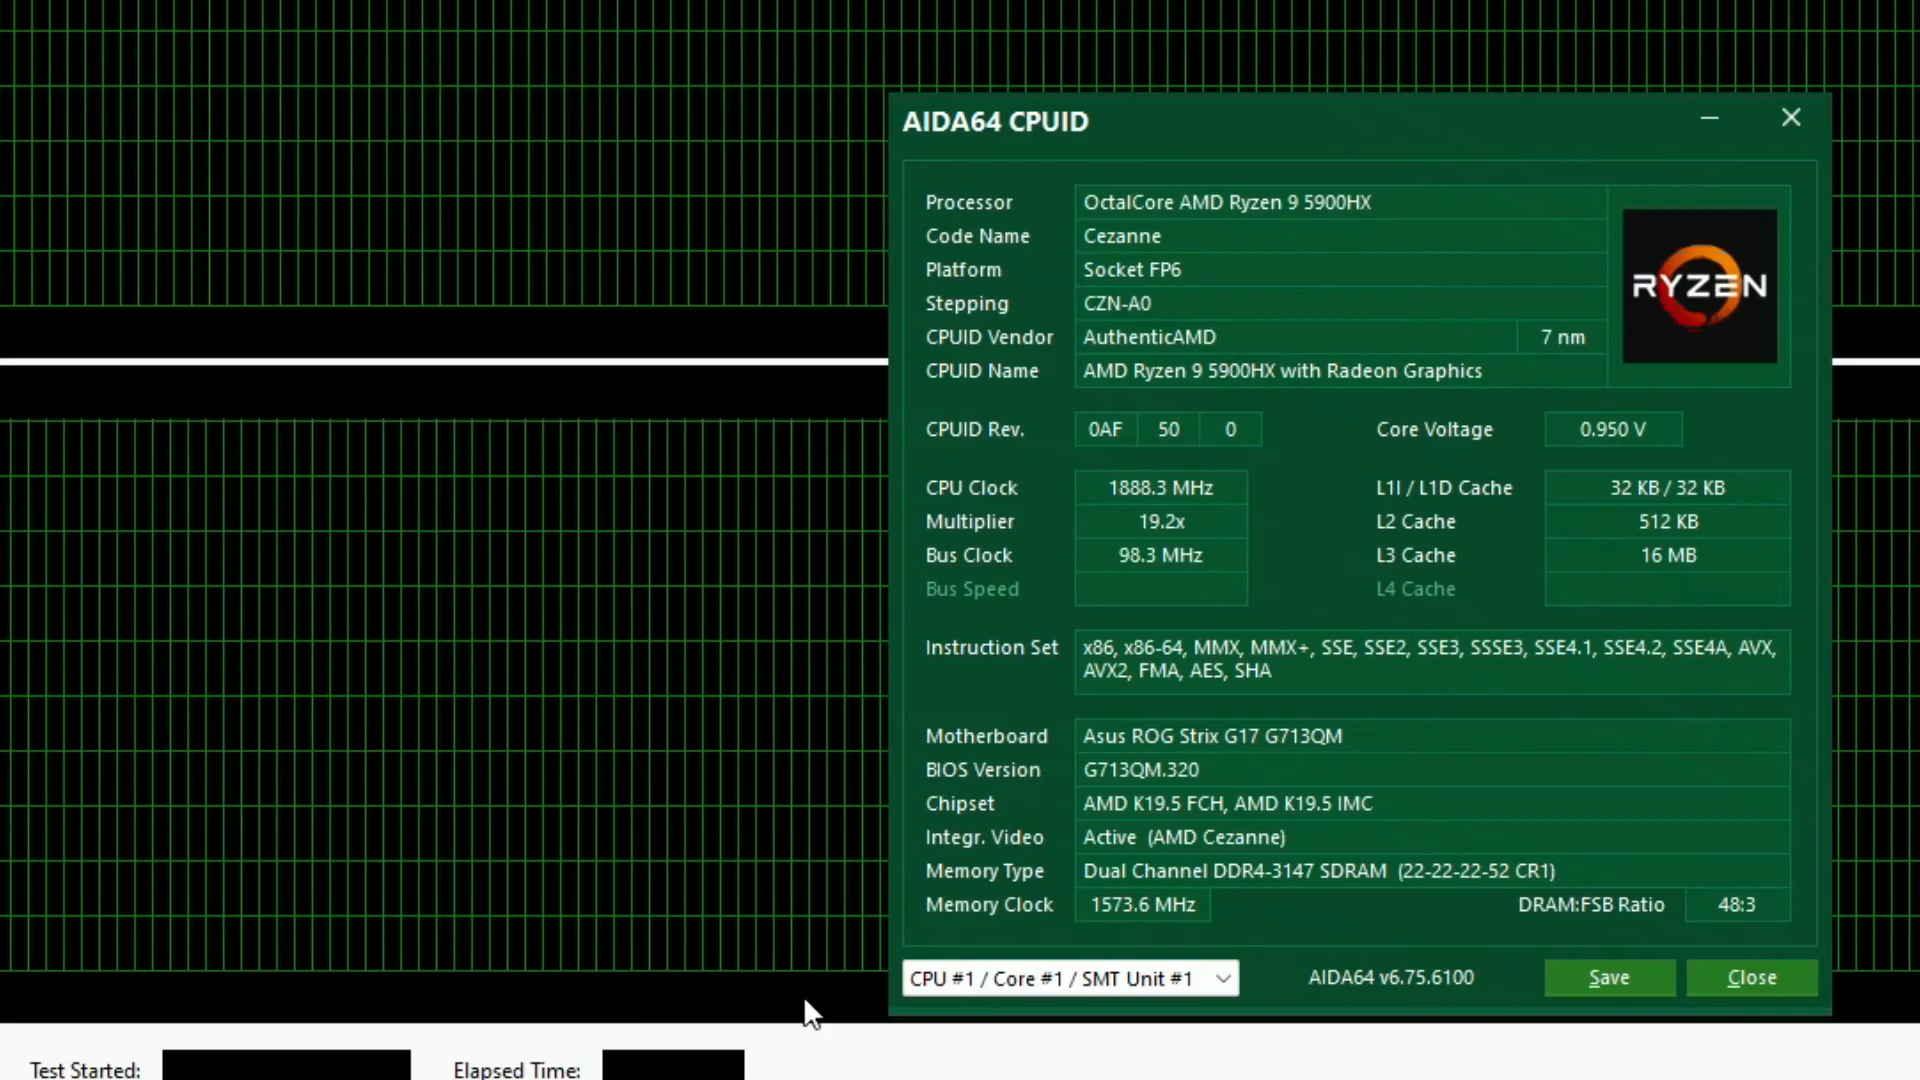 AIDA64 CPUID
Processor OctalCore AMD Ryzen 9 5900HX
Code Name Cezanne
Platform Socket FP6
Stepping CZN-A0
CPUID Vendor AuthenticAMD 7 nm
CPUID Name AMD Ryzen 9 5900HX with Radeon Graphics
RYZEN
CPUID Rev. 0AF 50 0 Core Voltage 0.950 V
CPU Clock 1888.3 MHz L1I / L1D Cache 32 KB / 32 KB
Multiplier 19.2x L2 Cache 512 KB
Bus Clock 98.3 MHz L3 Cache 16 MB
Bus Speed L4 Cache
Instruction Set x86, x86-64, MMX, MMX+, SSE, SSE2, SSE3, SSSE3, SSE4.1, SSE4.2, SSE4A, AVX,
AVX2, FMA, AES, SHA
Motherboard Asus ROG Strix G17 G713QM
BIOS Version G713QM.320
Chipset AMD K19.5 FCH, AMD K19.5 IMC
Integr. Video Active (AMD Cezanne)
Memory Type Dual Channel DDR4-3147 SDRAM (22-22-22-52 CR1)
Memory Clock 1573.6 MHz DRAM:FSB Ratio 48:3
CPU #1 / Core #1 / SMT Unit #1 AIDA64 v6.75.6100 Save Close
Test Started: Elapsed Time: